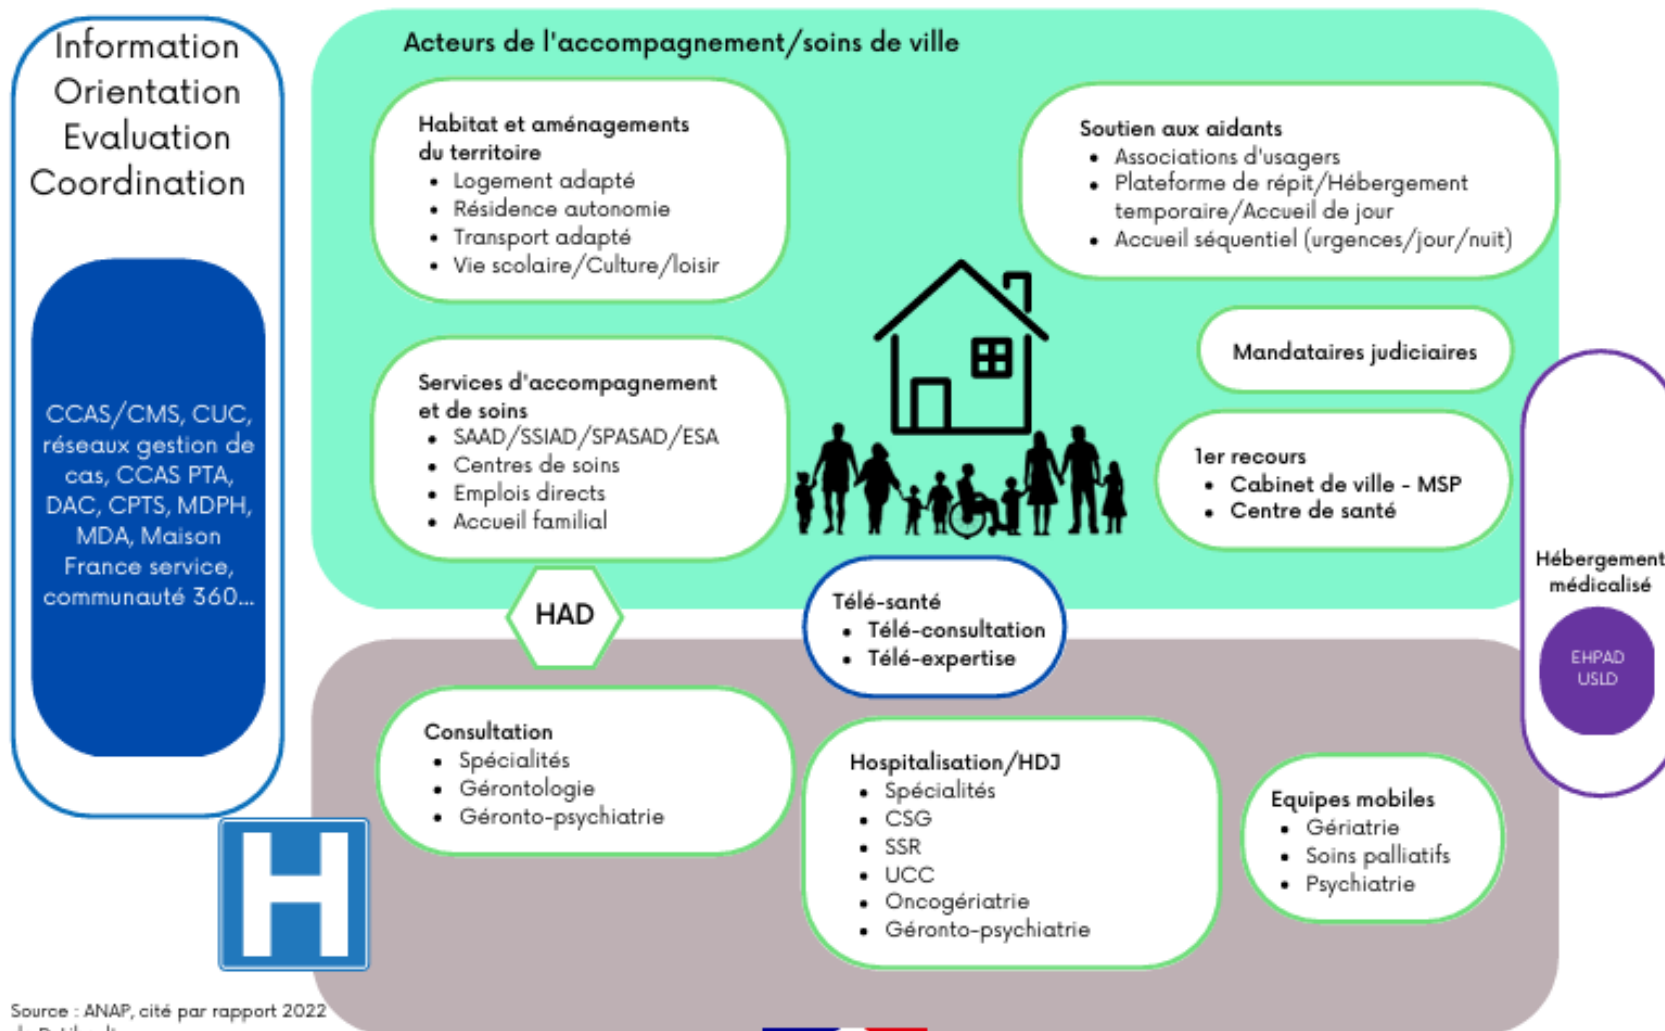 Information
Orientation
Evaluation
Coordination
CCAS/CMS, CUC,
réseaux gestion de
cas, CCAS PTA,
DAC, CPTS, MDPH,
MDA, Maison
France service,
communauté 360...
Acteurs de l'accompagnement/soins de ville
Habitat et aménagements
du territoire
• Logement adapté
• Résidence autonomie
• Transport adapté
• Vie scolaire/Culture/loisir
Soutien aux aidants
• Associations d'usagers
• Plateforme de répit/Hébergement
temporaire/Accueil de jour
• Accueil séquentiel (urgences/jour/nuit)
Services d'accompagnement
et de soins
• SAAD/SSIAD/SPASAD/ESA
• Centres de soins
• Emplois directs
• Accueil familial
Mandataires judiciaires
1er recours
• Cabinet de ville - MSP
• Centre de santé
HAD
Télé-santé
• Télé-consultation
• Télé-expertise
Hébergement
médicalisé
EHPAD
USLD
Consultation
• Spécialités
• Gérontologie
• Géronto-psychiatrie
Hospitalisation/HDJ
• Spécialités
• CSG
• SSR
• UCC
• Oncogériatrie
• Géronto-psychiatrie
Equipes mobiles
• Gériatrie
• Soins palliatifs
• Psychiatrie
H
Source : ANAP, cité par rapport 2022